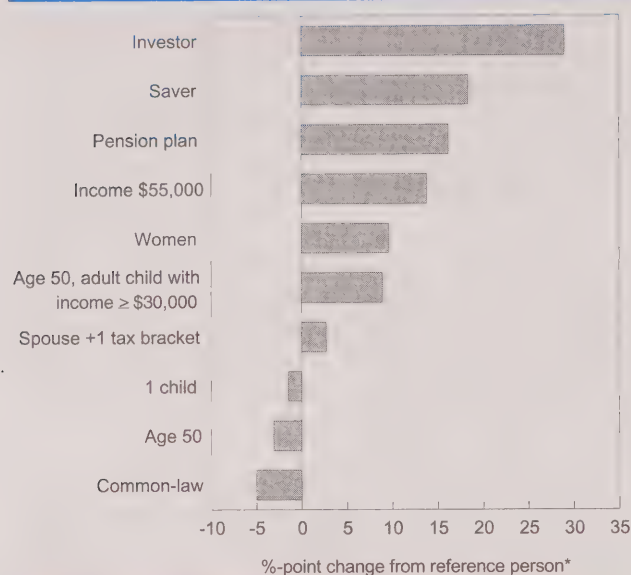 Investor
Saver
Pension plan
Income $55,000
Women
Age 50, adult child with
income ≥ $30,000
Spouse +1 tax bracket
1 child
Age 50
Common-law
-10 -5 0 5 10 15 20 25 30 35
%-point change from reference person*